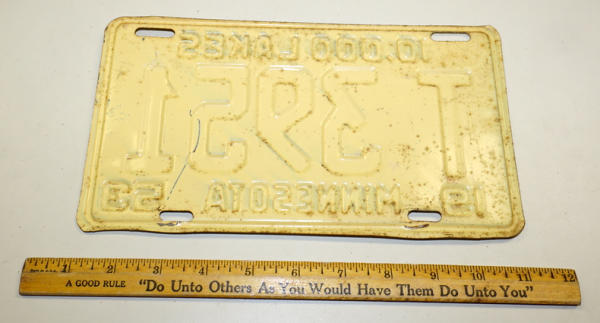 10,000 LAKES
T 3951
19 MINNESOTA 53
1 2 3 4 5 6 7 8 9 10 11 12
A GOOD RULE "Do Unto Others As You Would Have Them Do Unto You"